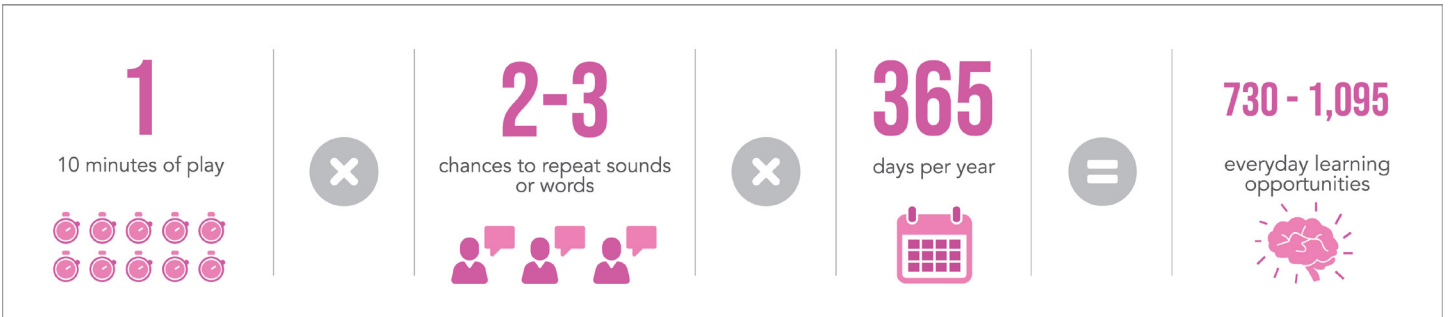 1
10 minutes of play
×
2-3
chances to repeat sounds
or words
×
365
days per year
=
730 - 1,095
everyday learning
opportunities